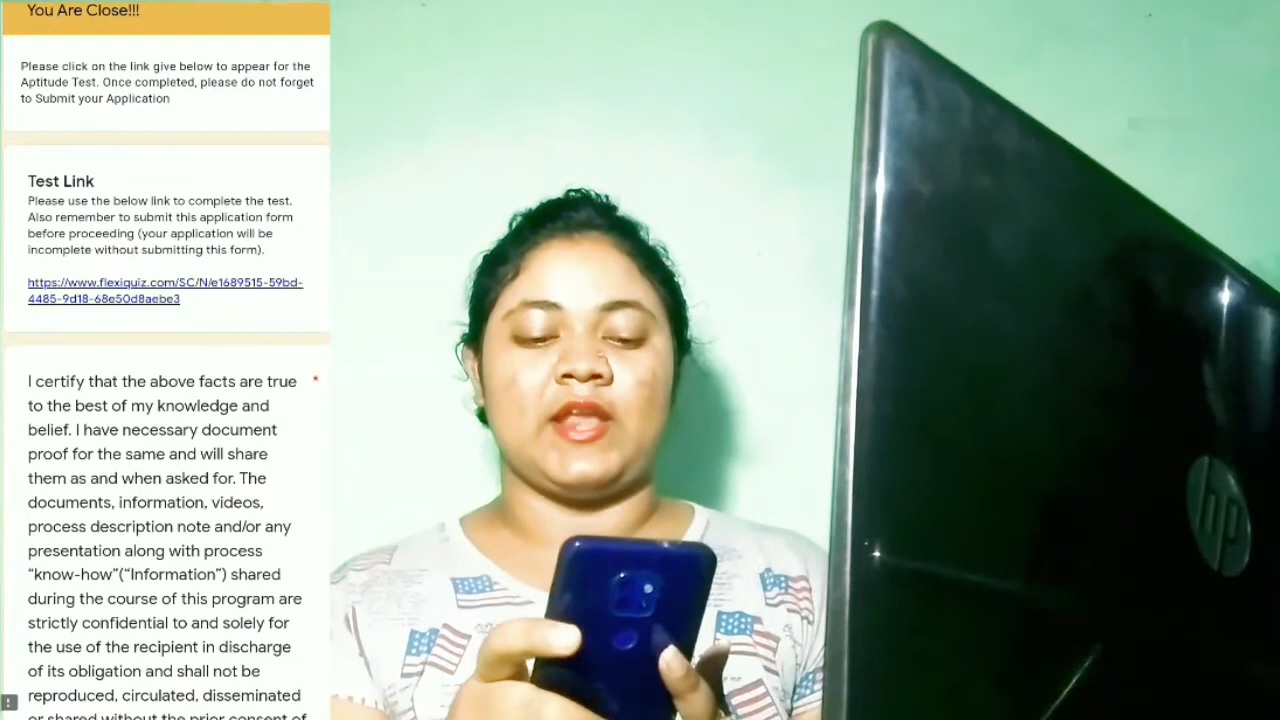 You Are Close!!!
Please click on the link give below to appear for the
Aptitude Test. Once completed, please do not forget
to Submit your Application
Test Link
Please use the below link to complete the test.
Also remember to submit this application form
before proceeding (your application will be
incomplete without submitting this form).
https://www.flexiquiz.com/SC/N/e1689515-59bd-
4485-9d18-68e50d8aebe3
I certify that the above facts are true *
to the best of my knowledge and
belief. I have necessary document
proof for the same and will share
them as and when asked for. The
documents, information, videos,
process description note and/or any
presentation along with process
“know-how”(“Information”) shared
during the course of this program are
strictly confidential to and solely for
the use of the recipient in discharge
of its obligation and shall not be
reproduced, circulated, disseminated
or shared without the prior consent of
hp